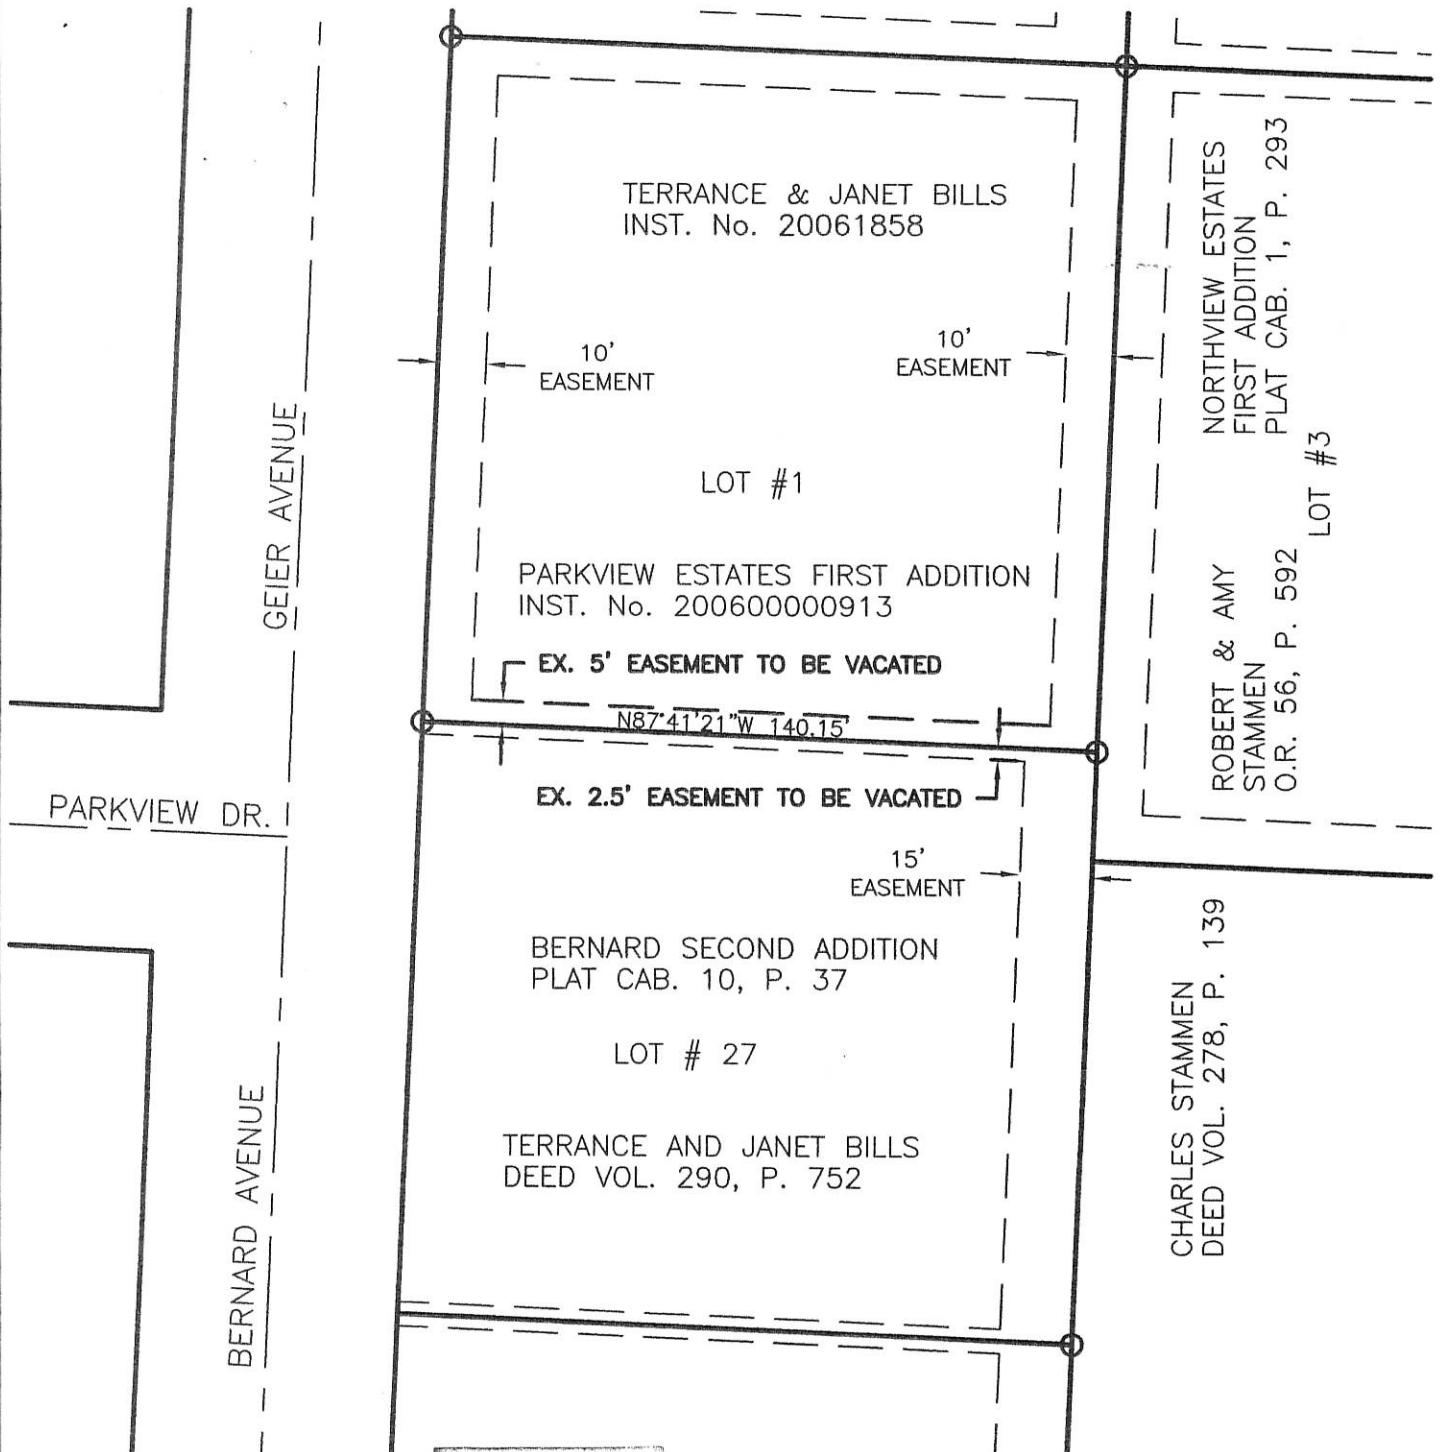 TERRANCE & JANET BILLS
INST. No. 20061858
10'
EASEMENT
10'
EASEMENT
LOT #1
PARKVIEW ESTATES FIRST ADDITION
INST. No. 200600000913
EX. 5' EASEMENT TO BE VACATED
N87°41'21"W 140.15'
EX. 2.5' EASEMENT TO BE VACATED
15'
EASEMENT
BERNARD SECOND ADDITION
PLAT CAB. 10, P. 37
LOT # 27
TERRANCE AND JANET BILLS
DEED VOL. 290, P. 752
GEIER AVENUE
PARKVIEW DR.
BERNARD AVENUE
NORTHVIEW ESTATES
FIRST ADDITION
PLAT CAB. 1, P. 293
LOT #3
ROBERT & AMY
STAMMEN
O.R. 56, P. 592
CHARLES STAMMEN
DEED VOL. 278, P. 139